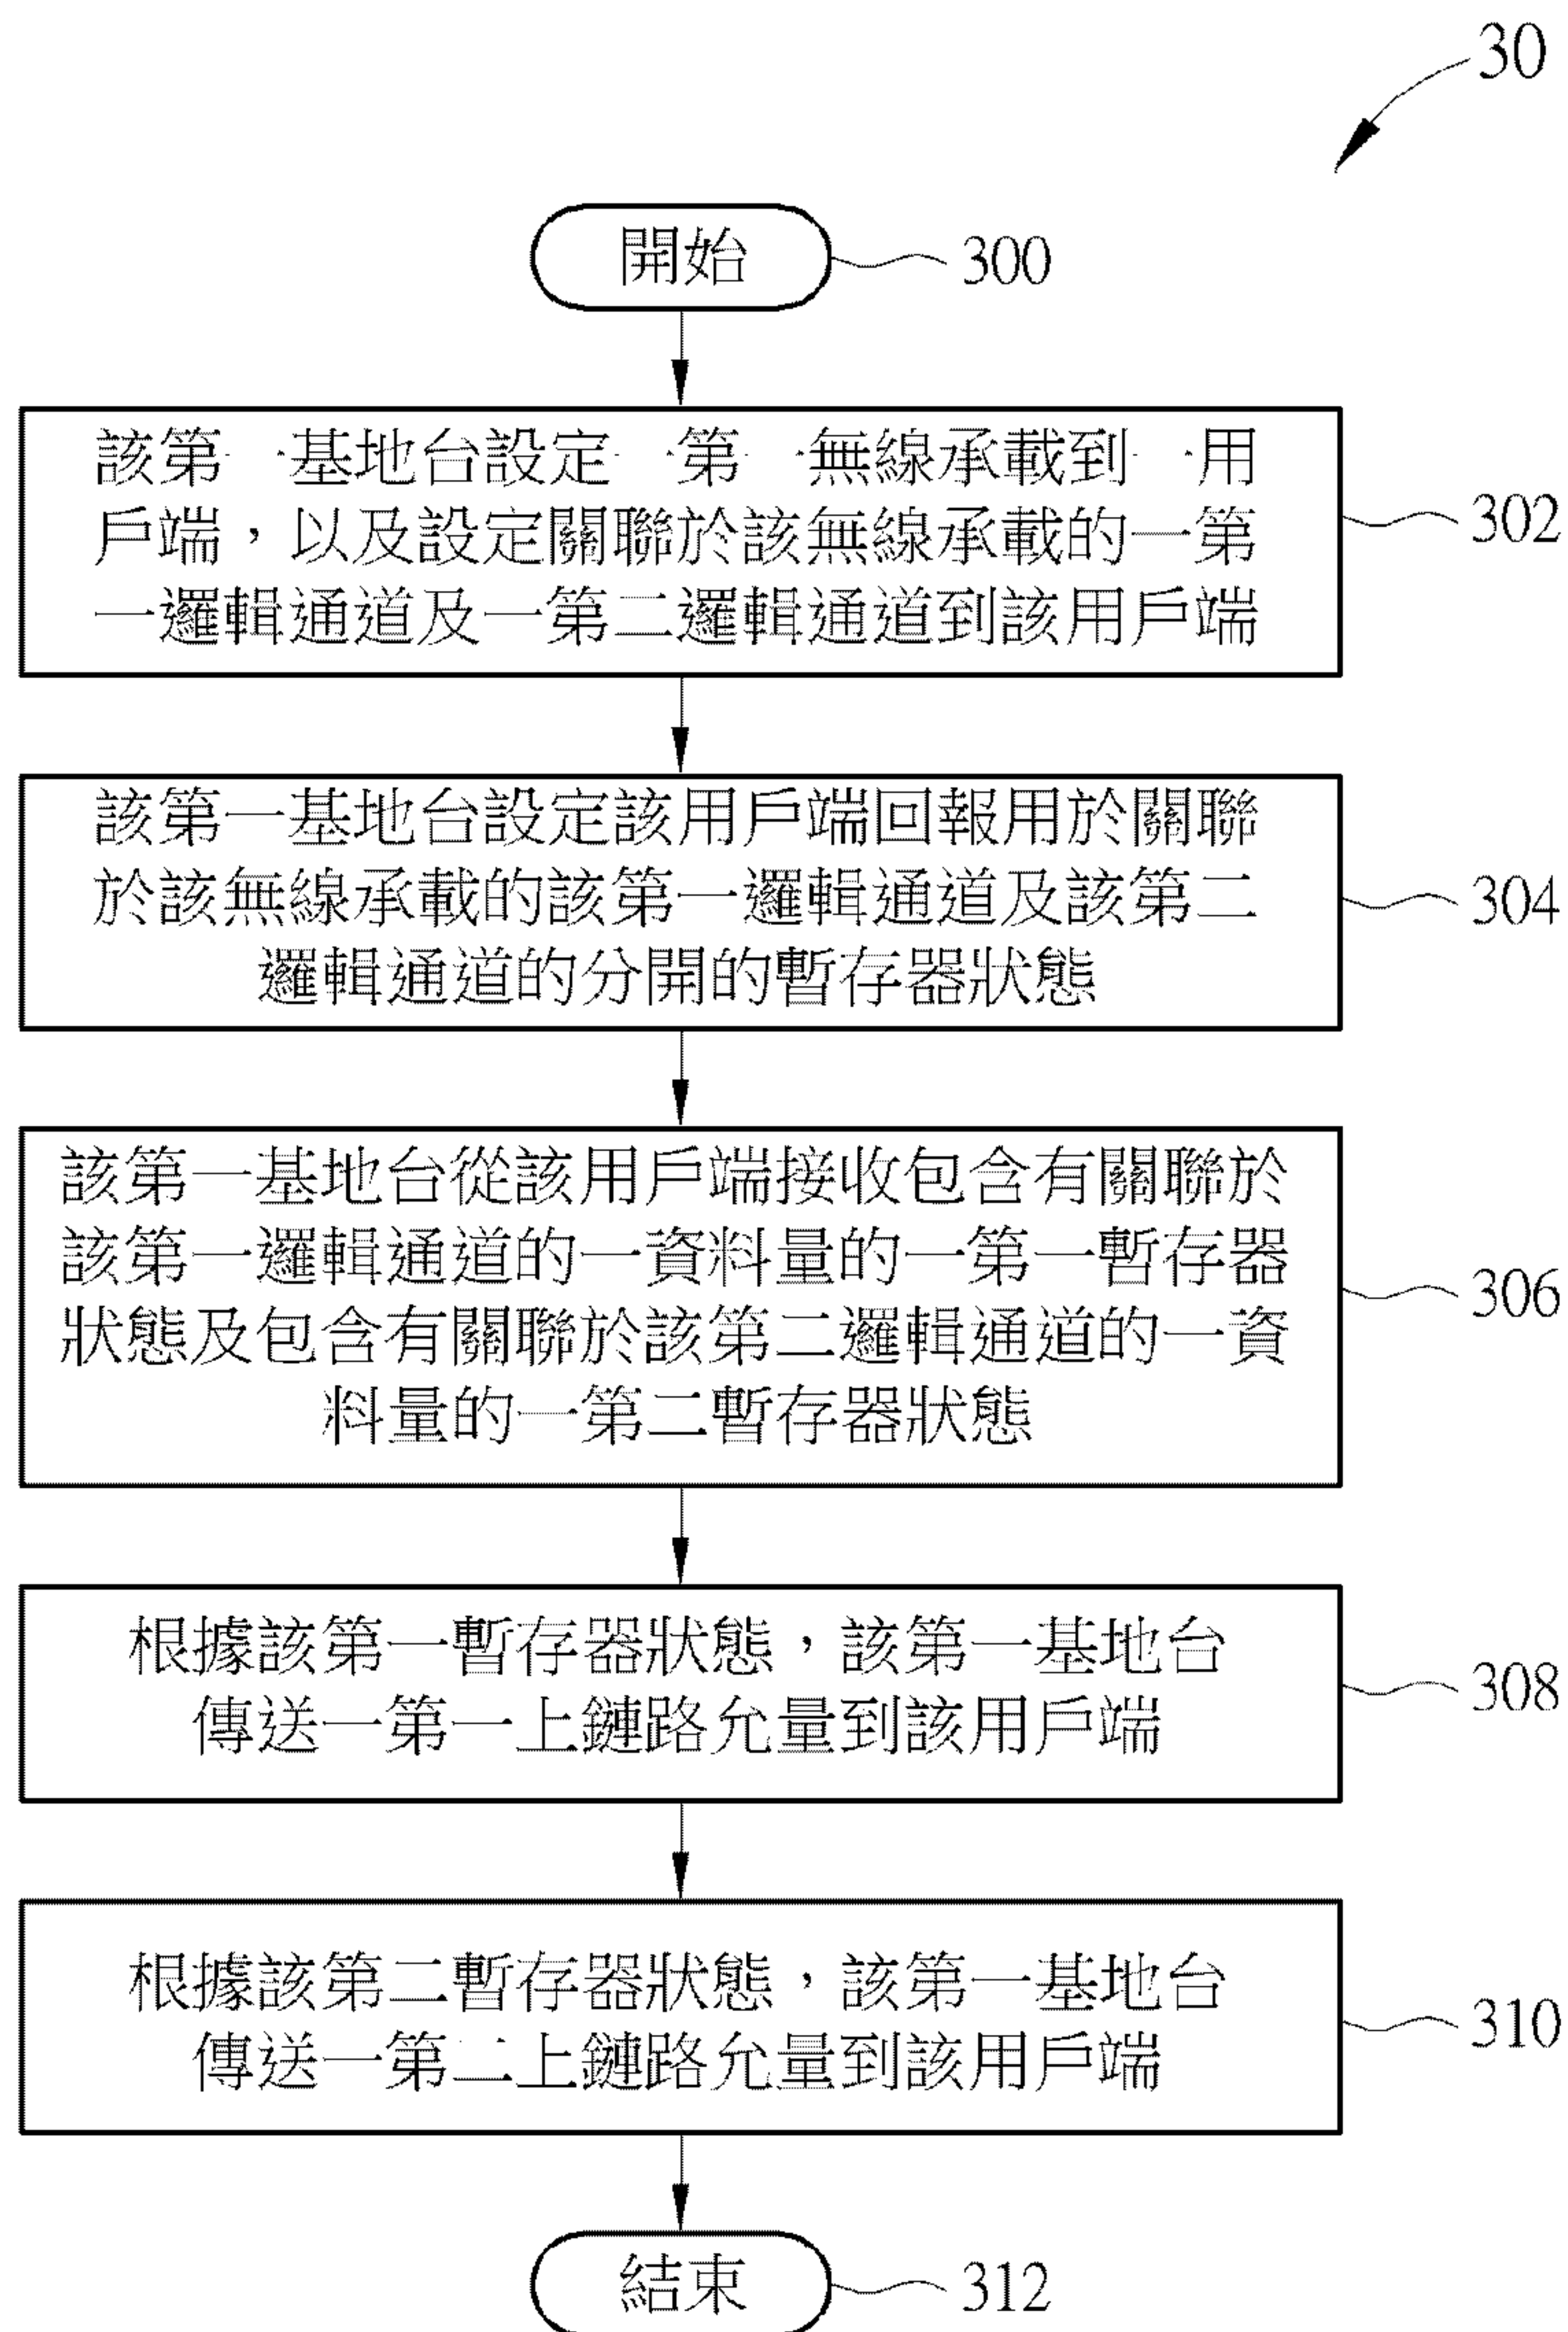 30
開始
300
該第一基地台設定一第一無線承載到一用
戶端，以及設定關聯於該無線承載的一第
一邏輯通道及一第二邏輯通道到該用戶端
302
該第一基地台設定該用戶端回報用於關聯
於該無線承載的該第一邏輯通道及該第二
邏輯通道的分開的暫存器狀態
304
該第一基地台從該用戶端接收包含有關聯於
該第一邏輯通道的一資料量的一第一暫存器
狀態及包含有關聯於該第二邏輯通道的一資
料量的一第二暫存器狀態
306
根據該第一暫存器狀態，該第一基地台
傳送一第一上鏈路允量到該用戶端
308
根據該第二暫存器狀態，該第一基地台
傳送一第二上鏈路允量到該用戶端
310
結束
312